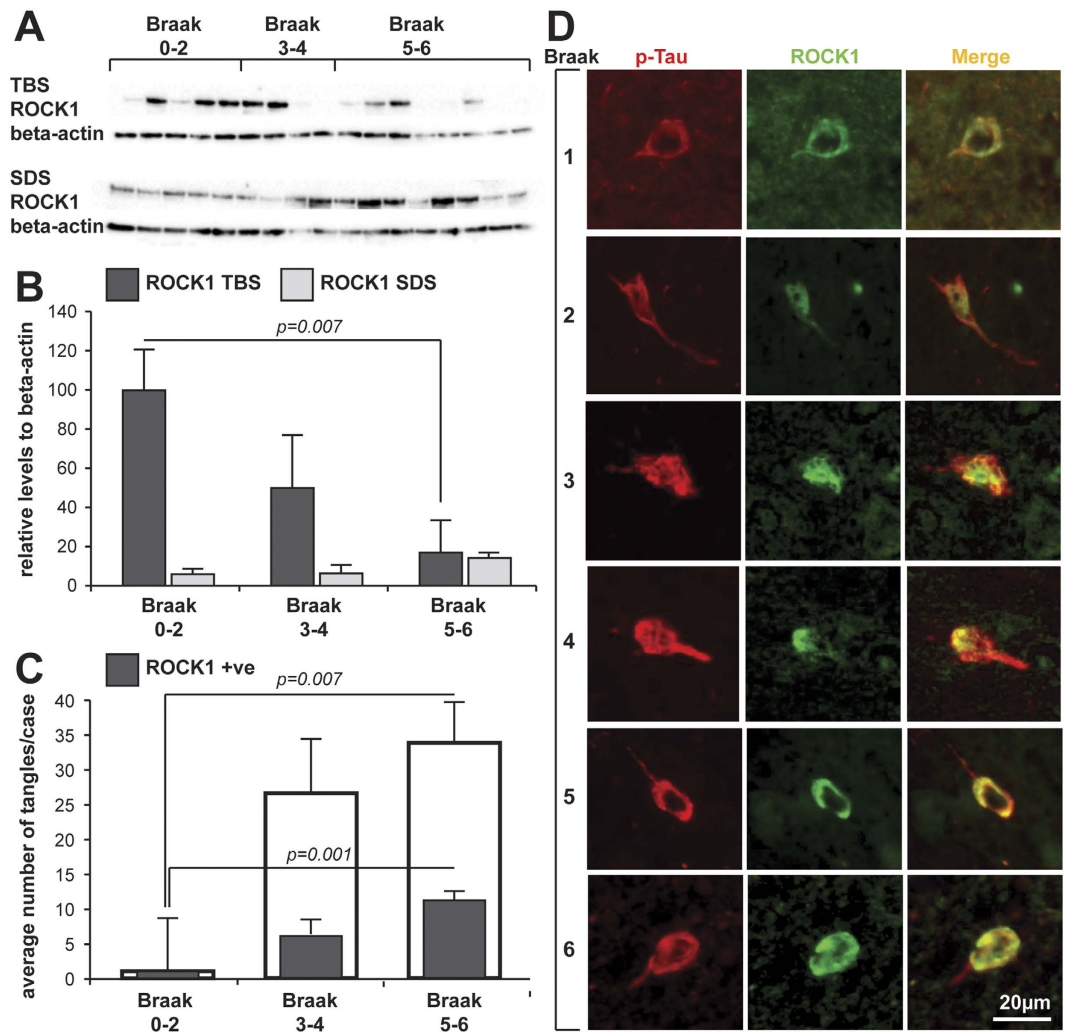 A
Braak
0-2
Braak
3-4
Braak
5-6
TBS
ROCK1
beta-actin
SDS
ROCK1
beta-actin
B
ROCK1 TBS
ROCK1 SDS
relative levels to beta-actin
140
120
100
80
60
40
20
0
p=0.007
Braak
0-2
Braak
3-4
Braak
5-6
C
ROCK1 +ve
average number of tangles/case
40
35
30
25
20
15
10
5
0
p=0.007
p=0.001
Braak
0-2
Braak
3-4
Braak
5-6
D
Braak p-Tau ROCK1 Merge
1
2
3
4
5
6
20µm